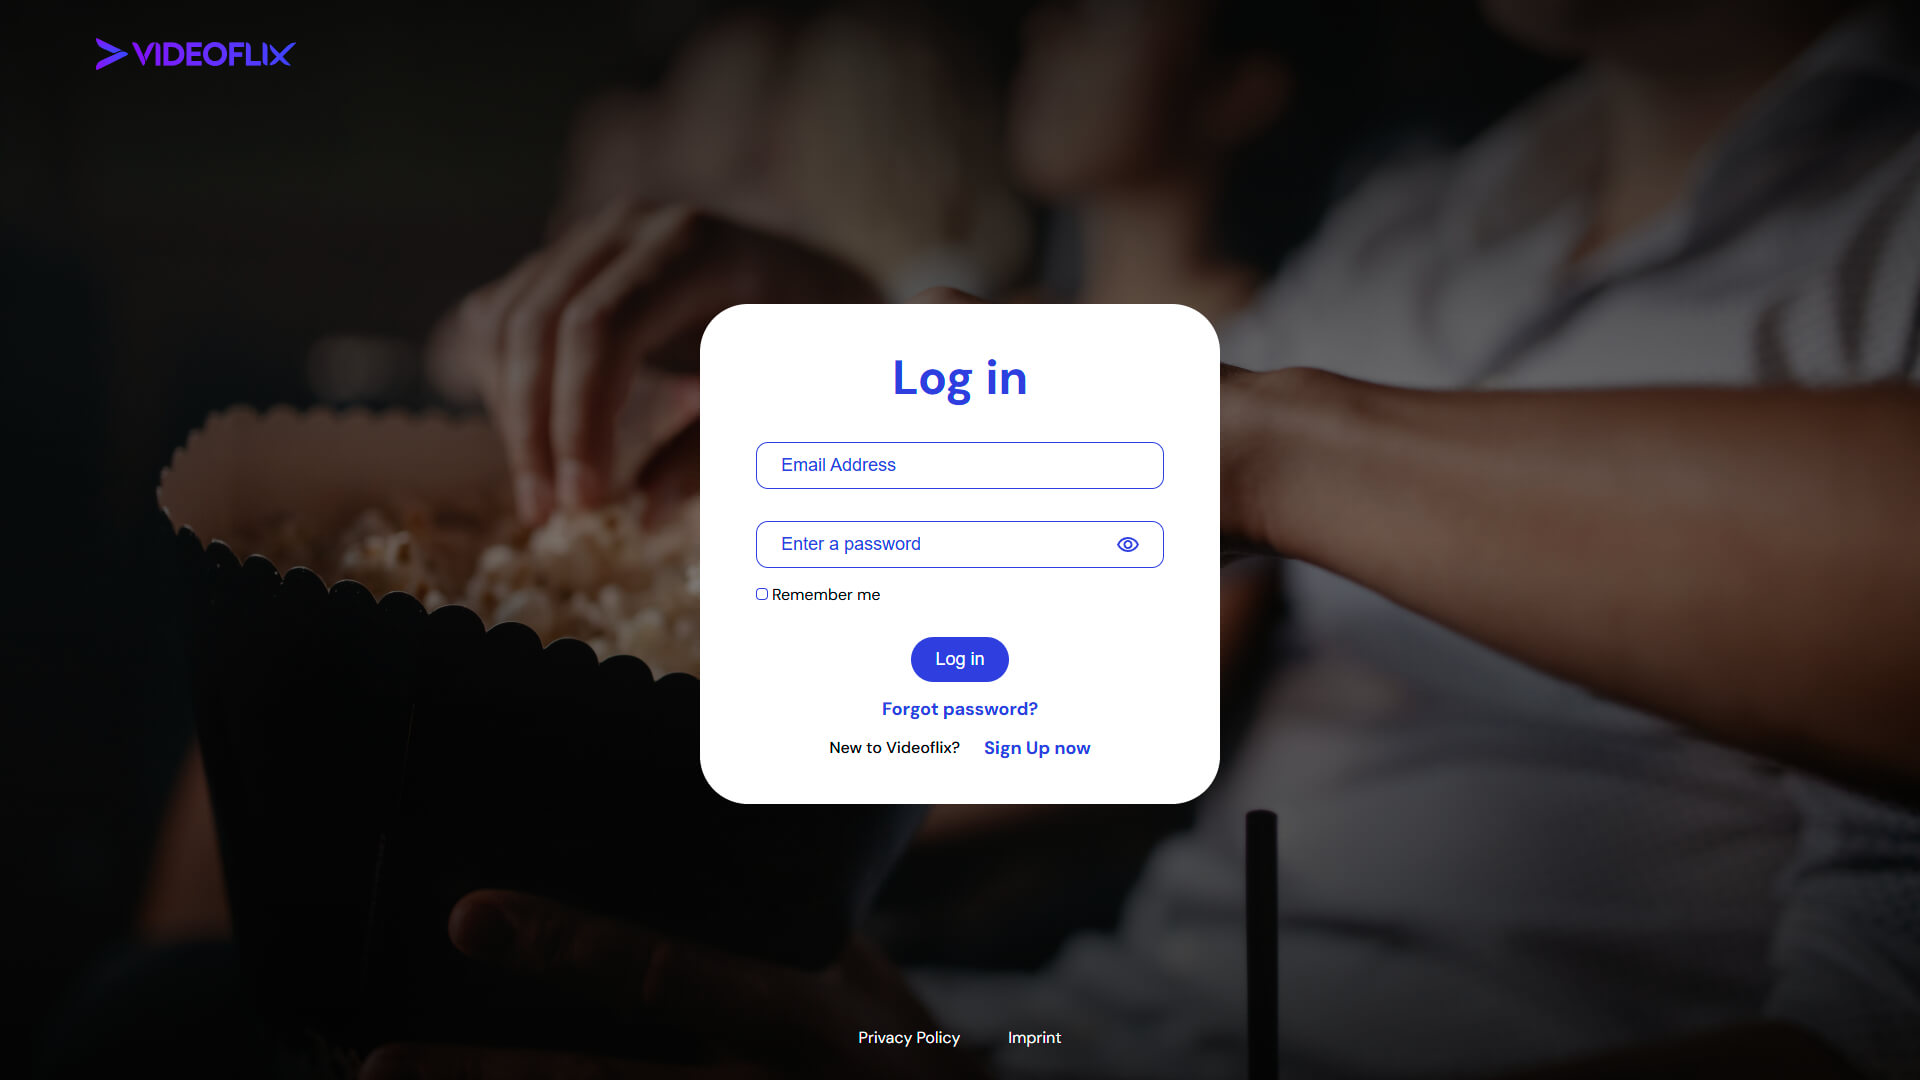 VIDEOFLIX
Log in
Email Address
Enter a password
Remember me
Log in
Forgot password?
New to Videoflix? Sign Up now
Privacy Policy Imprint